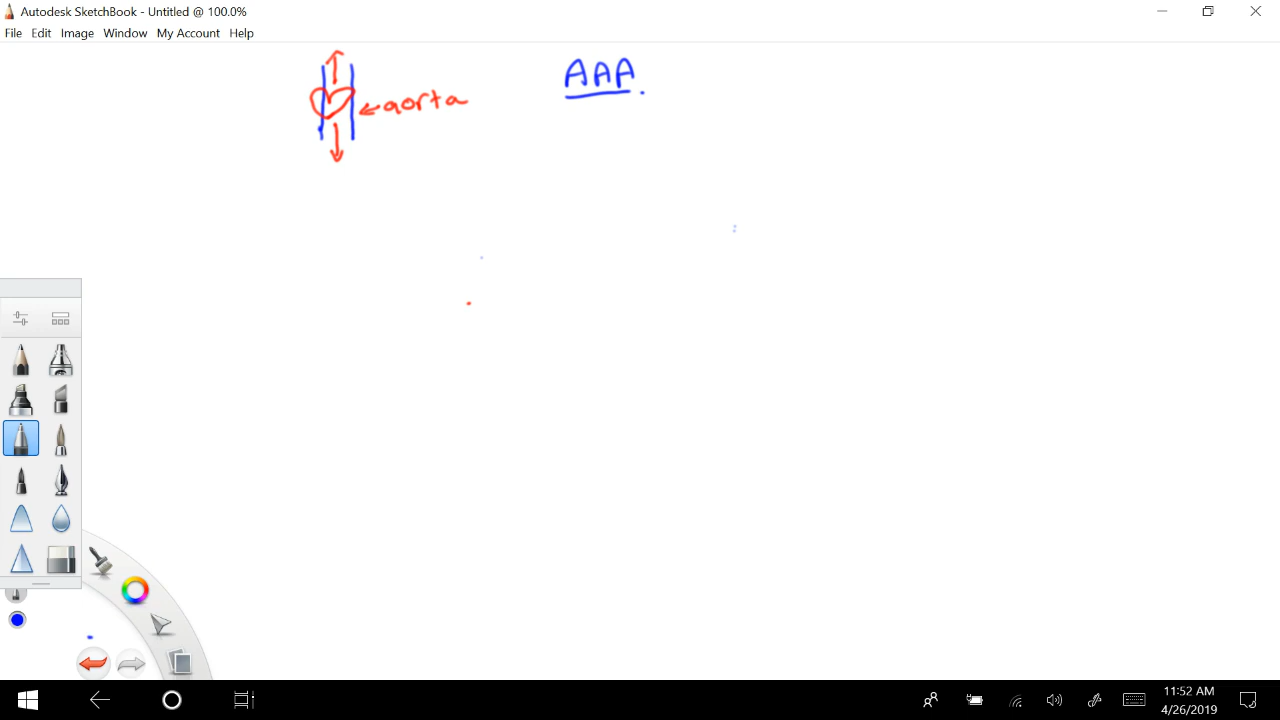 Autodesk SketchBook - Untitled @ 100.0%
File Edit Image Window My Account Help
AAA.
aorta
11:52 AM
4/26/2019